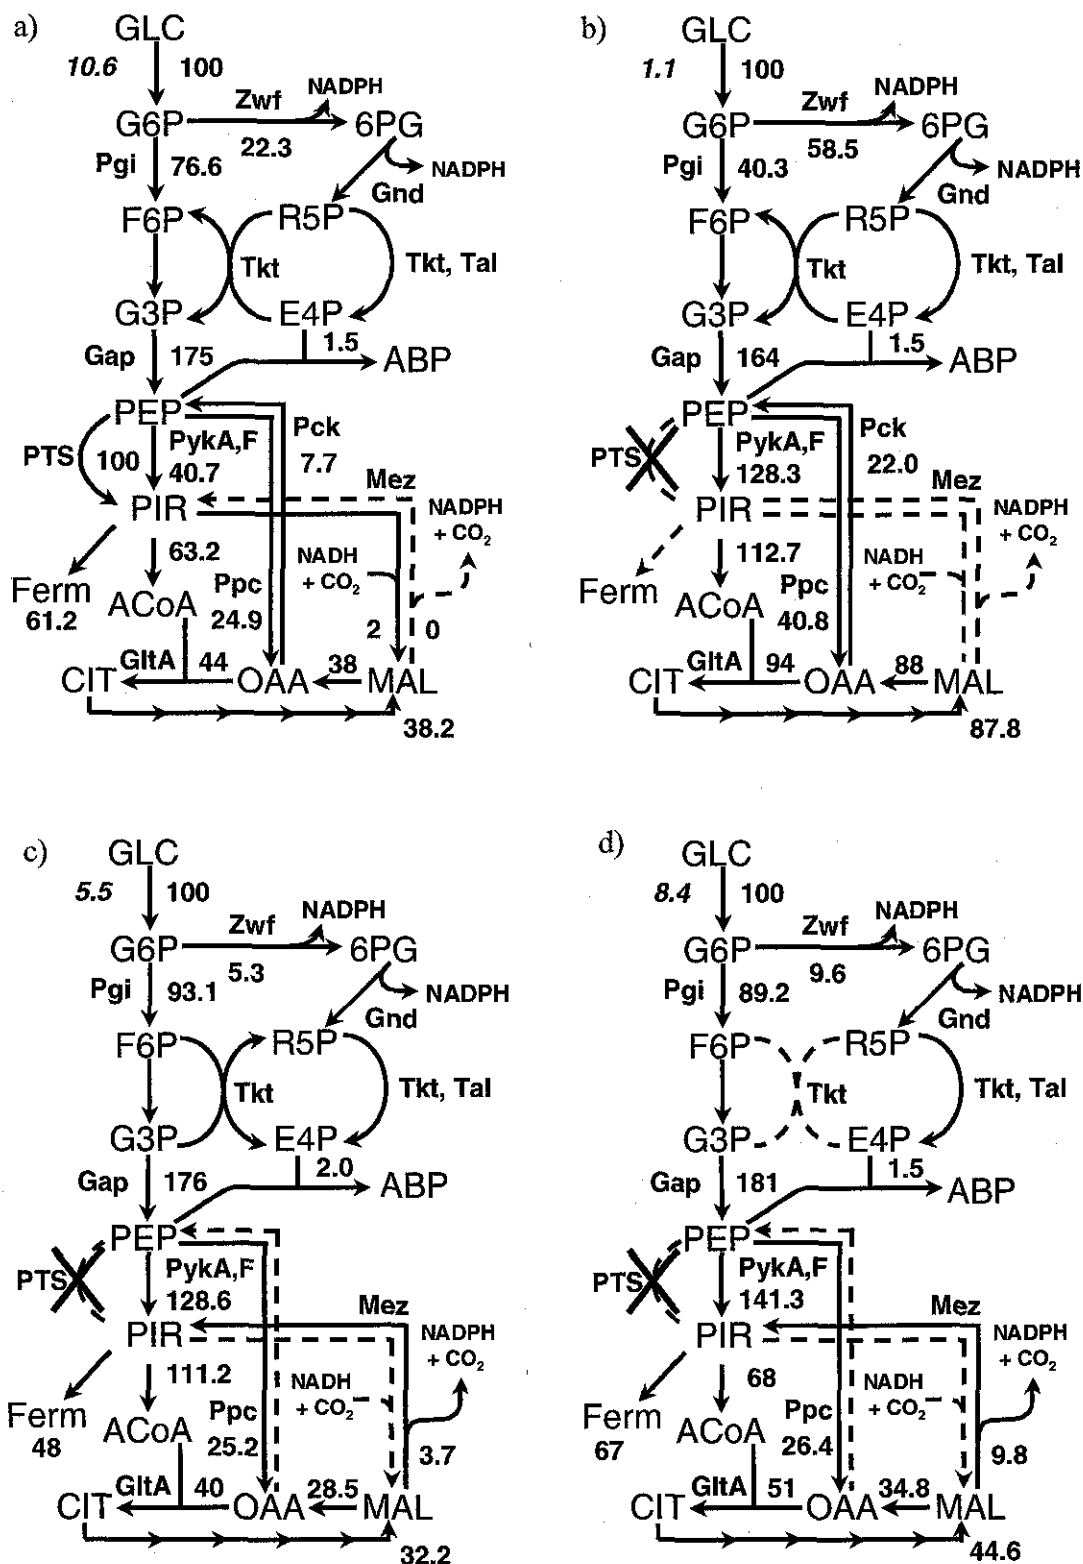 a)
GLC
10.6 100
Zwf NADPH
G6P 6PG
22.3
Pgi 76.6 NADPH
Gnd
F6P R5P
Tkt Tkt, Tal
G3P E4P
1.5
Gap 175 ABP
PEP
PykA,F Pck
PTS 100 40.7 7.7
Mez
PIR NADPH
+ CO2
63.2 NADH
+ CO2
Ferm Ppc
61.2 ACoA 24.9 2 0
GltA 44 38
CIT OAA MAL
38.2
b)
GLC
1.1 100
Zwf NADPH
G6P 6PG
58.5
Pgi 40.3 NADPH
Gnd
F6P R5P
Tkt Tkt, Tal
G3P E4P
1.5
Gap 164 ABP
PEP
PykA,F Pck
PTS 128.3 22.0
Mez
PIR NADPH
+ CO2
112.7 NADH
+ CO2
Ferm Ppc
ACoA 40.8
GltA 94 88
CIT OAA MAL
87.8
c)
GLC
5.5 100
Zwf NADPH
G6P 6PG
5.3
Pgi 93.1 NADPH
Gnd
F6P R5P
Tkt Tkt, Tal
G3P E4P
2.0
Gap 176 ABP
PEP
PykA,F
PTS 128.6
Mez
PIR NADPH
+ CO2
111.2 NADH
+ CO2
Ferm Ppc
48 ACoA 25.2 3.7
GltA 40 28.5
CIT OAA MAL
32.2
d)
GLC
8.4 100
Zwf NADPH
G6P 6PG
9.6
Pgi 89.2 NADPH
Gnd
F6P R5P
Tkt Tkt, Tal
G3P E4P
1.5
Gap 181 ABP
PEP
PykA,F
PTS 141.3
Mez
PIR NADPH
+ CO2
68 NADH
+ CO2
Ferm Ppc
67 ACoA 26.4 9.8
GltA 51 34.8
CIT OAA MAL
44.6